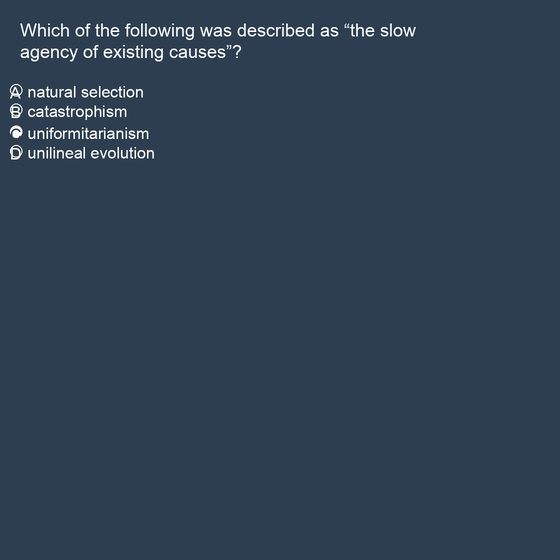 Which of the following was described as “the slow
agency of existing causes”?
A natural selection
B catastrophism
C uniformitarianism
D unilineal evolution